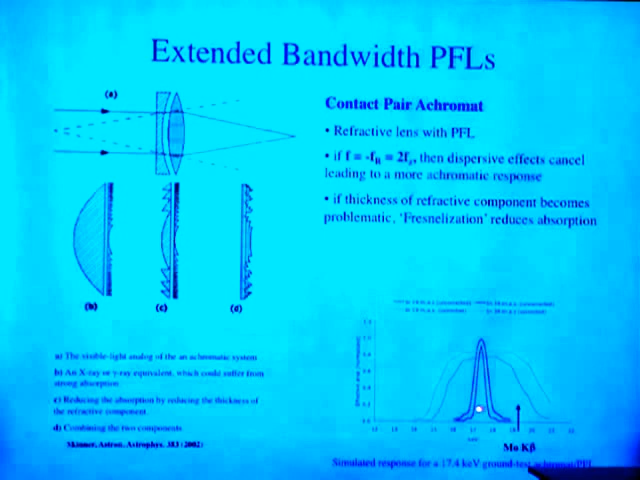 Extended Bandwidth PFLs
(a)
Contact Pair Achromat
• Refractive lens with PFL
• if f = -fR = 2f, then dispersive effects cancel
leading to a more achromatic response
• if thickness of refractive component becomes
problematic, 'Fresnelization' reduces absorption
(b) (c) (d)
a) The visible-light analog of the an achromatic system
b) An X-ray or γ-ray equivalent, which could suffer from
strong absorption
c) Reducing the absorption by reducing the thickness of
the refractive component
d) Combining the two components
Skinner, Astron. Astrophys. 383 (2002)
Mo Kβ
Simulated response for a 17.4 keV ground-test achromat/PFL